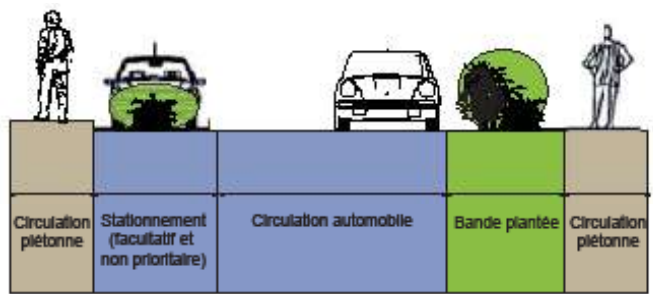 Circulation
piétonne
Stationnement
(facultatif et
non prioritaire)
Circulation automobile
Bande plantée
Circulation
piétonne